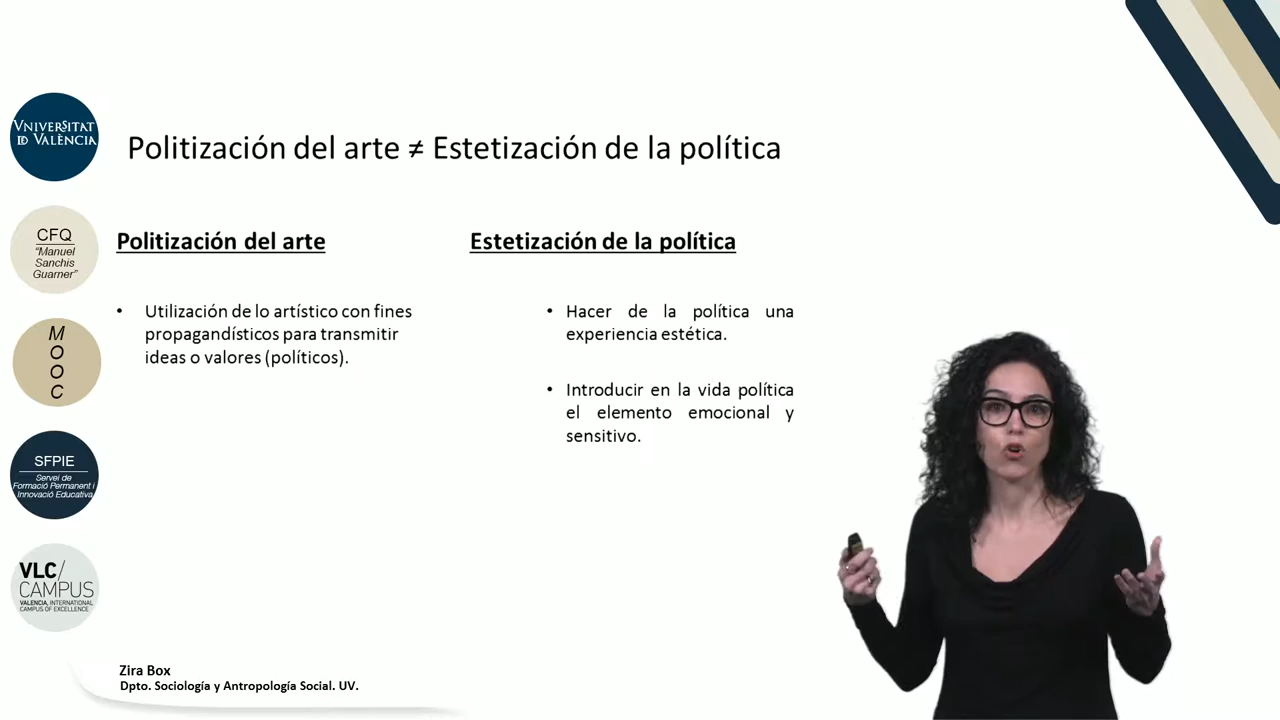 VNIVERSITAT
ID VALÈNCIA
Politización del arte ≠ Estetización de la política
CFQ
"Manuel
Sanchis
Guarner"
Politización del arte
Estetización de la política
• Utilización de lo artístico con fines
propagandísticos para transmitir
ideas o valores (políticos).
• Hacer de la política una
experiencia estética.
• Introducir en la vida política
el elemento emocional y
sensitivo.
M
O
O
C
SFPIE
Servei de
Formació Permanent i
Innovació Educativa
VLC/
CAMPUS
VALENCIA, INTERNATIONAL
CAMPUS OF EXCELLENCE
Zira Box
Dpto. Sociología y Antropología Social. UV.